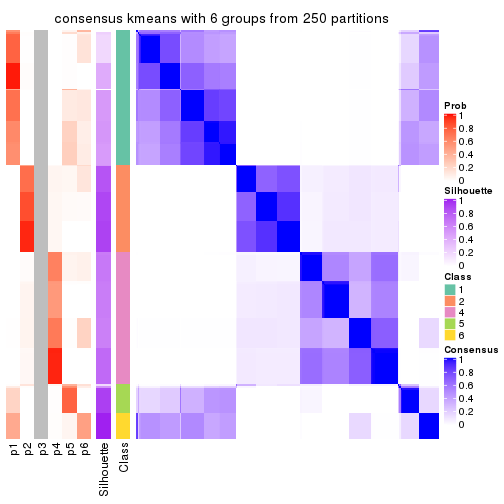 consensus kmeans with 6 groups from 250 partitions
Prob
1
0.8
0.6
0.4
0.2
0
Silhouette
1
0.8
0.6
0.4
0.2
0
Class
1
2
4
5
6
Consensus
1
0.8
0.6
0.4
0.2
0
p1
p2
p3
p4
p5
p6
Silhouette
Class